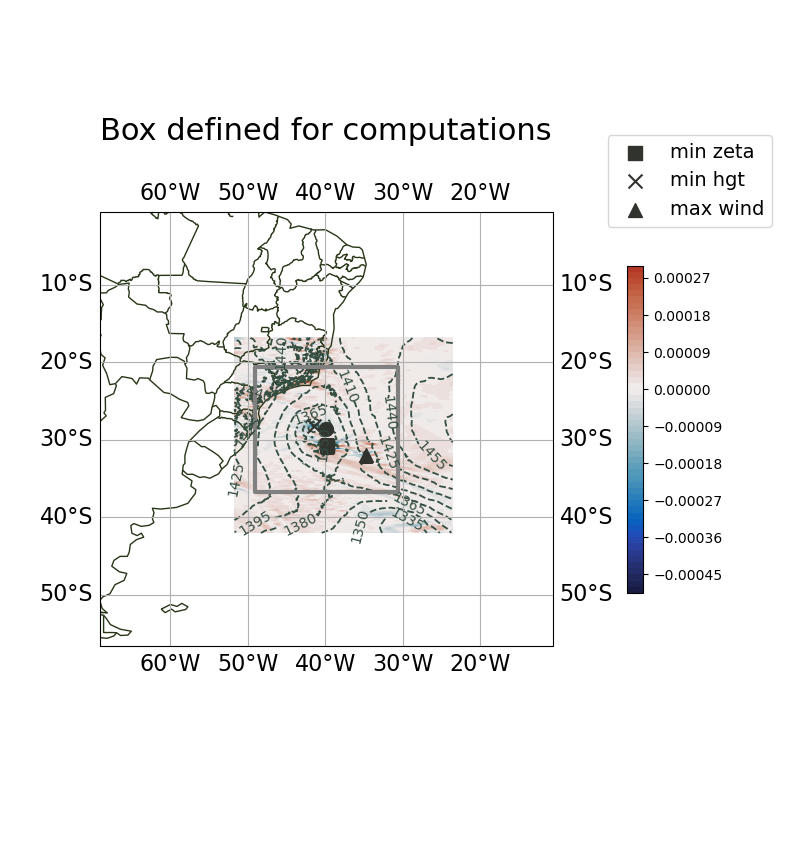 Box defined for computations
min zeta
min hgt
max wind
60°W 50°W 40°W 30°W 20°W
10°S 10°S
20°S 20°S
30°S 30°S
40°S 40°S
50°S 50°S
60°W 50°W 40°W 30°W 20°W
0.00027
0.00018
0.00009
0.00000
−0.00009
−0.00018
−0.00027
−0.00036
−0.00045
1440
1410
1365
1440
1455
1425
1365
1335
1395
1380
1350